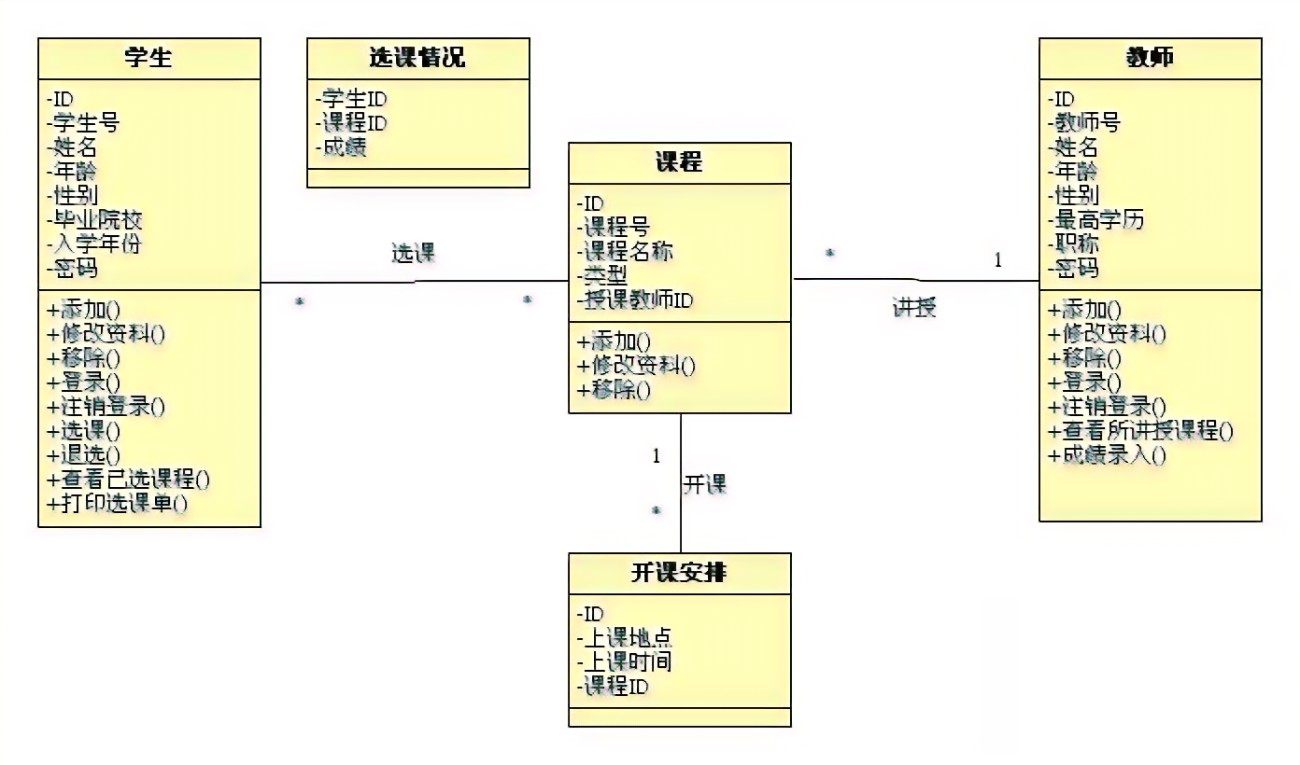 学生
-ID
-学生号
-姓名
-年龄
-性别
-毕业院校
-入学年份
-密码
+添加()
+修改资料()
+移除()
+登录()
+注销登录()
+选课()
+退选()
+查看已选课程()
+打印选课单()
选课情况
-学生ID
-课程ID
-成绩
选课
*
*
课程
-ID
-课程号
-课程名称
-类型
-授课教师ID
+添加()
+修改资料()
+移除()
*
1
讲授
教师
-ID
-教师号
-姓名
-年龄
-性别
-最高学历
-职称
-密码
+添加()
+修改资料()
+移除()
+登录()
+注销登录()
+查看所讲授课程()
+成绩录入()
1
开课
*
开课安排
-ID
-上课地点
-上课时间
-课程ID